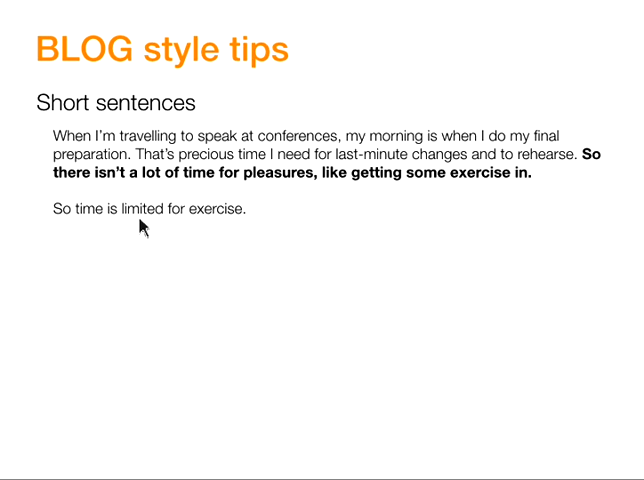 BLOG style tips
Short sentences
When I’m travelling to speak at conferences, my morning is when I do my final
preparation. That’s precious time I need for last-minute changes and to rehearse. So
there isn’t a lot of time for pleasures, like getting some exercise in.
So time is limited for exercise.